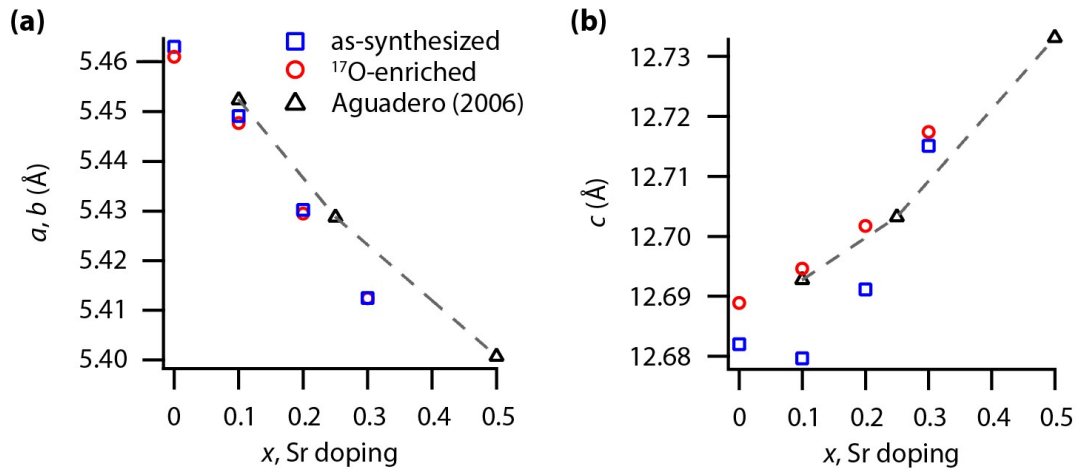 (a)
as-synthesized
¹⁷O-enriched
Aguadero (2006)
5.46
5.45
5.44
5.43
5.42
5.41
5.40
a, b (Å)
0 0.1 0.2 0.3 0.4 0.5
x, Sr doping
(b)
12.73
12.72
12.71
12.70
12.69
12.68
c (Å)
0 0.1 0.2 0.3 0.4 0.5
x, Sr doping